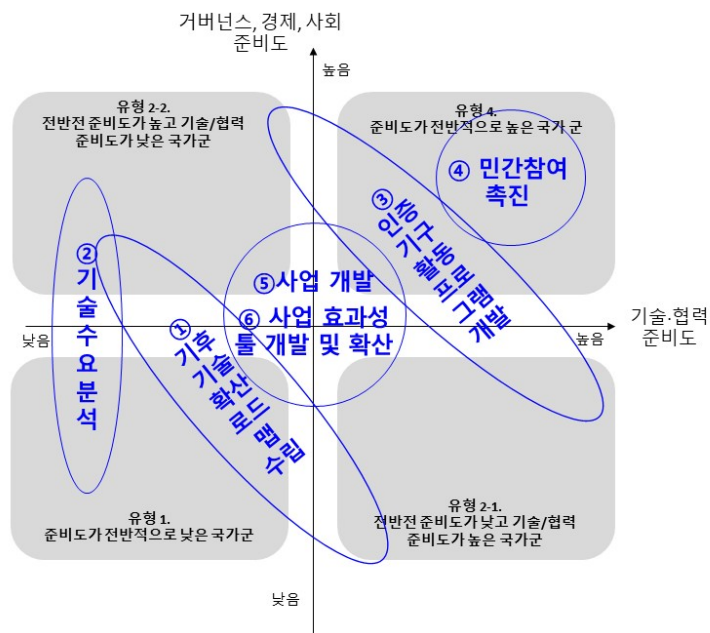 거버넌스, 경제, 사회
준비도
높음
유형 2-2.
전반전 준비도가 높고 기술/협력
준비도가 낮은 국가군
유형 4.
준비도가 전반적으로 높은 국가 군
④ 민간참여
촉진
③
인증
기구
활동
프로
그램
개발
②
기
술
수
요
분
석
⑤사업 개발
⑥ 사업 효과성
툴 개발 및 확산
①
기후
기술
확산
로드
맵
수립
낮음
높음
기술·협력
준비도
유형 1.
준비도가 전반적으로 낮은 국가군
유형 2-1.
전반전 준비도가 낮고 기술/협력
준비도가 높은 국가군
낮음